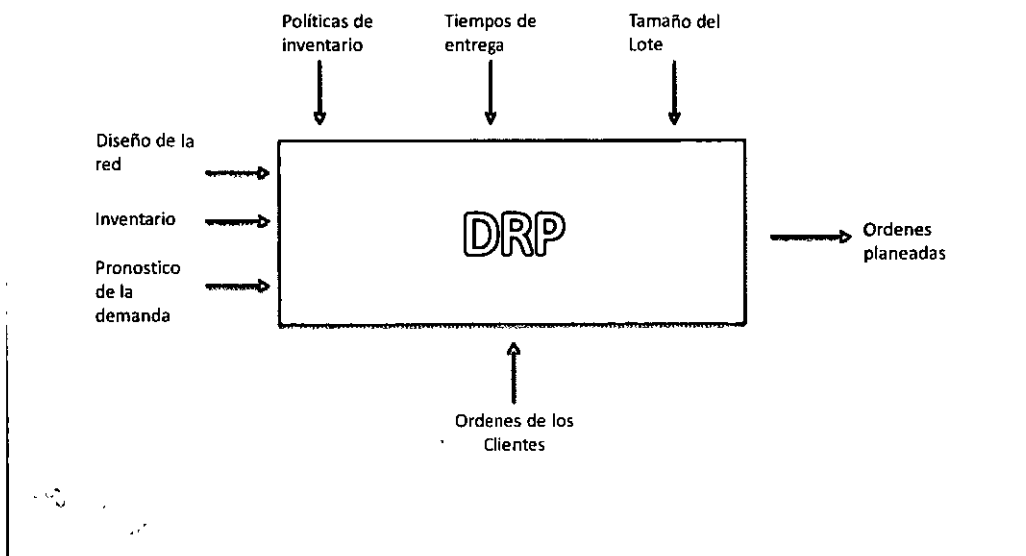 Políticas de
inventario
Tiempos de
entrega
Tamaño del
Lote
Diseño de la
red
Inventario
Pronostico
de la
demanda
DRP
Ordenes
planeadas
Ordenes de los
Clientes